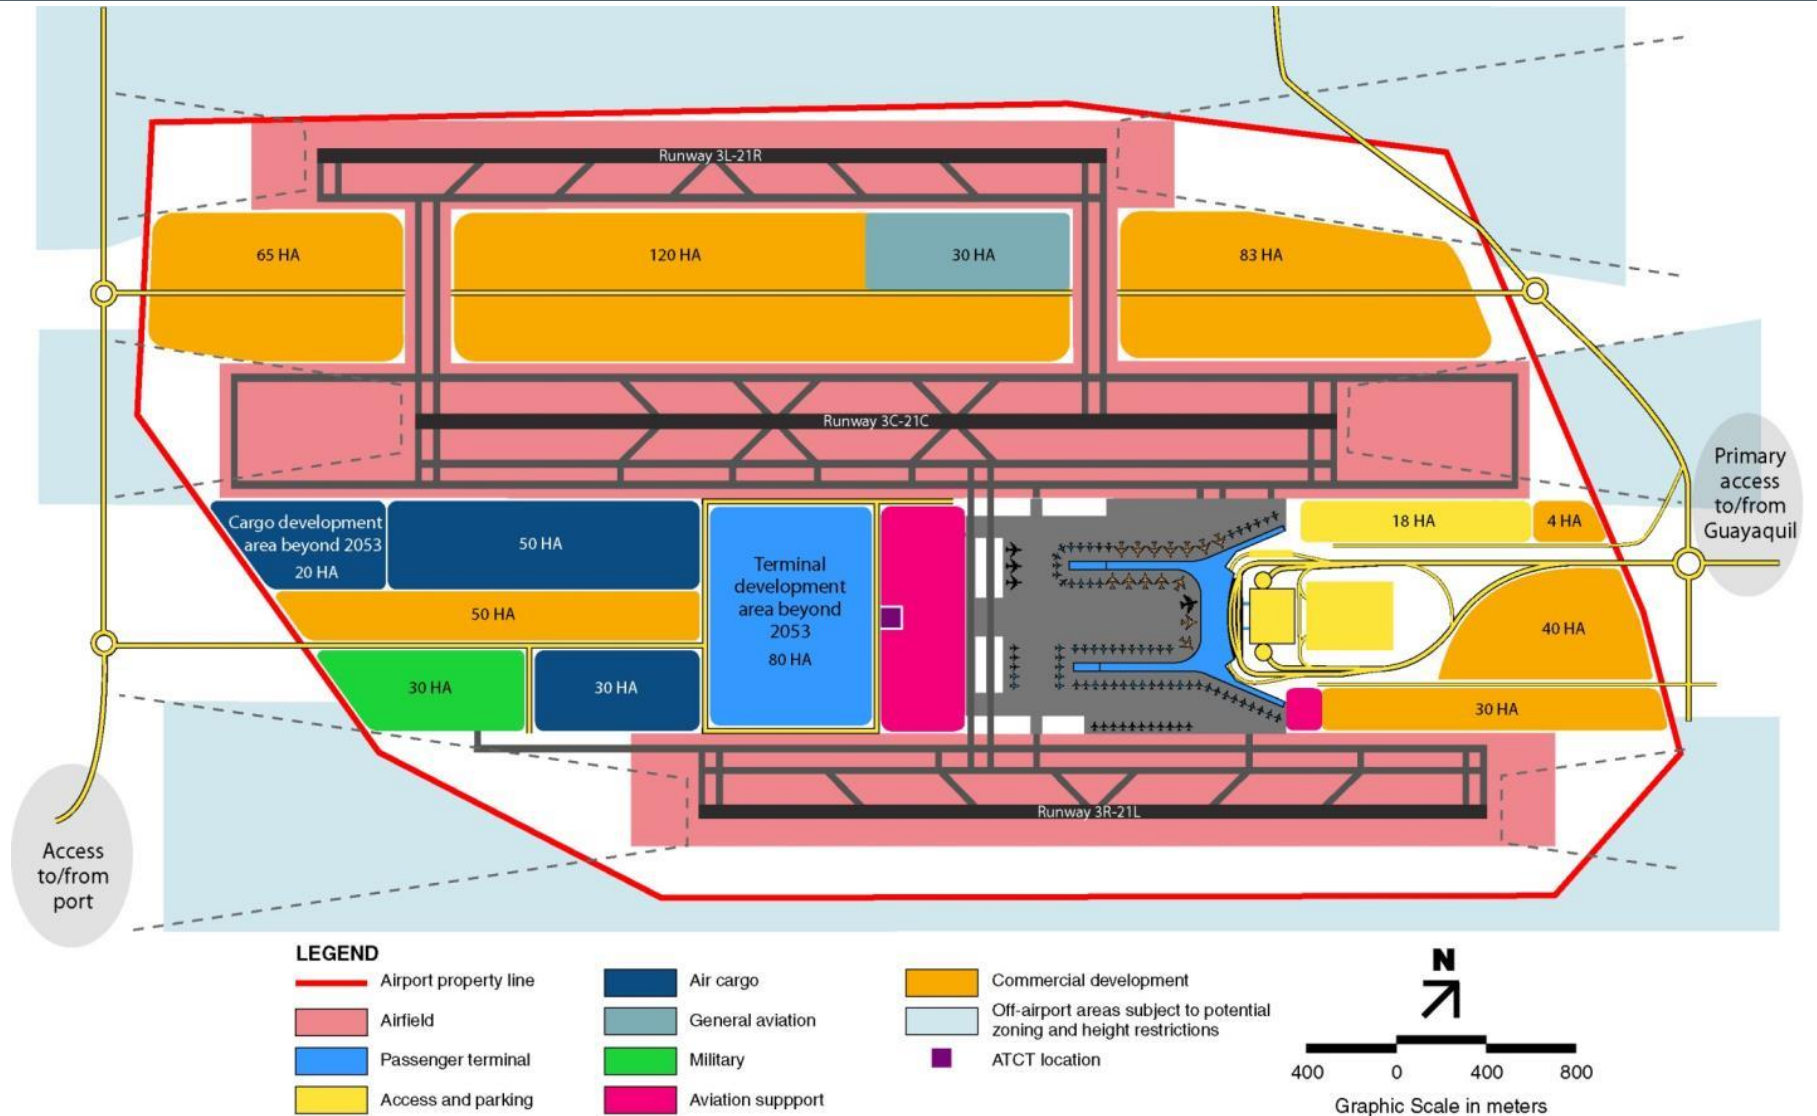 Runway 3L-21R
65 HA
120 HA
30 HA
83 HA
Runway 3C-21C
Primary
access
to/from
Guayaquil
Cargo development
area beyond 2053
20 HA
50 HA
Terminal
development
area beyond
2053
80 HA
18 HA
4 HA
50 HA
40 HA
30 HA
30 HA
30 HA
Runway 3R-21L
Access
to/from
port
LEGEND
Airport property line
Airfield
Passenger terminal
Access and parking
Air cargo
General aviation
Military
Aviation suppport
Commercial development
Off-airport areas subject to potential
zoning and height restrictions
ATCT location
N
400 0 400 800
Graphic Scale in meters